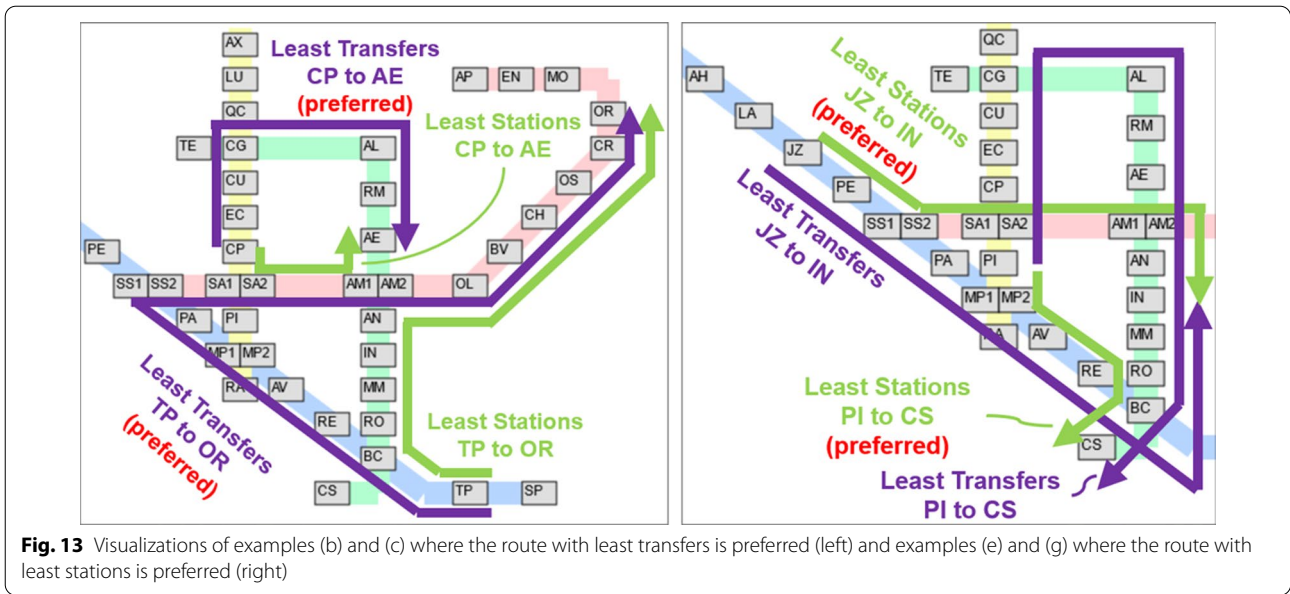 AX
LU
QC
TE
CG
CU
EC
CP
PE
SS1 SS2
SA1 SA2
PA
PI
MP1 MP2
RA
AV
RE
AL
RM
AE
AM1 AM2
AN
IN
MM
RO
BC
CS
TP
SP
OL
BV
CH
OS
CR
OR
AP
EN
MO
Least Transfers
CP to AE
(preferred)
Least Stations
CP to AE
Least Transfers
TP to OR
(preferred)
Least Stations
TP to OR
AH
LA
JZ
PE
SS1 SS2
SA1 SA2
AM1 AM2
QC
TE
CG
CU
EC
CP
PA
PI
MP1 MP2
AV
RE
AL
RM
AE
AN
IN
MM
RO
BC
CS
Least Stations
JZ to IN
(preferred)
Least Transfers
JZ to IN
Least Stations
PI to CS
(preferred)
Least Transfers
PI to CS
Fig. 13 Visualizations of examples (b) and (c) where the route with least transfers is preferred (left) and examples (e) and (g) where the route with
least stations is preferred (right)